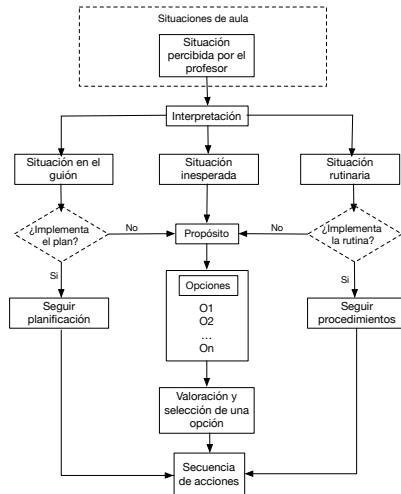 Situaciones de aula
Situación
percibida por el
profesor
Interpretación
Situación en el
guión
Situación
inesperada
Situación
rutinaria
¿Implementa
el plan?
No
Propósito
No
¿Implementa
la rutina?
Si
Si
Opciones
O1
O2
...
On
Seguir
planificación
Seguir
procedimientos
Valoración y
selección de una
opción
Secuencia
de acciones